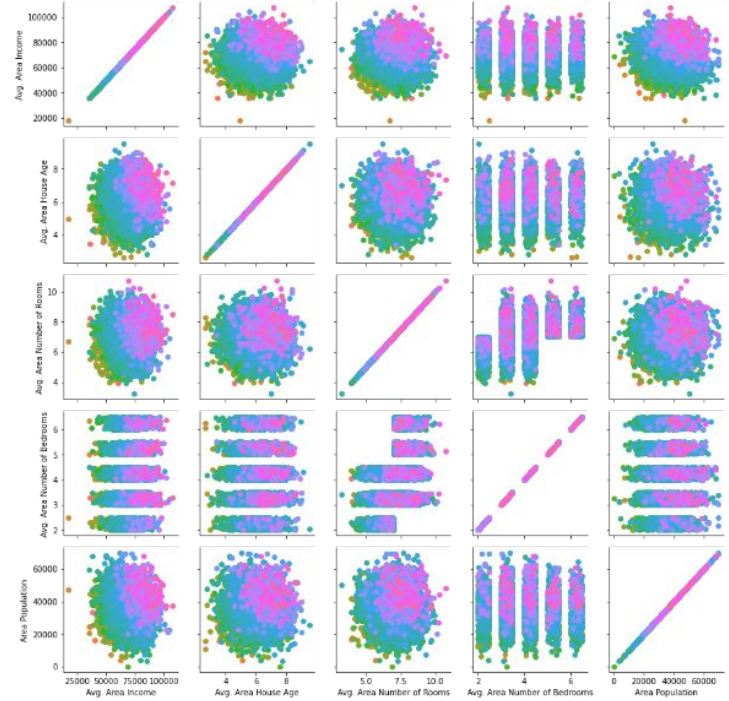 100000
80000
60000
40000
20000
Avg. Area Income
8
6
4
Avg. Area House Age
10
8
6
4
Avg. Area Number of Rooms
6
5
4
3
2
Avg. Area Number of Bedrooms
60000
40000
20000
0
Area Population
25000 50000 75000 100000
4 6 8
5.0 7.5 10.0
2 4 6
0 20000 40000 60000
Avg. Area Income
Avg. Area House Age
Avg. Area Number of Rooms
Avg. Area Number of Bedrooms
Area Population